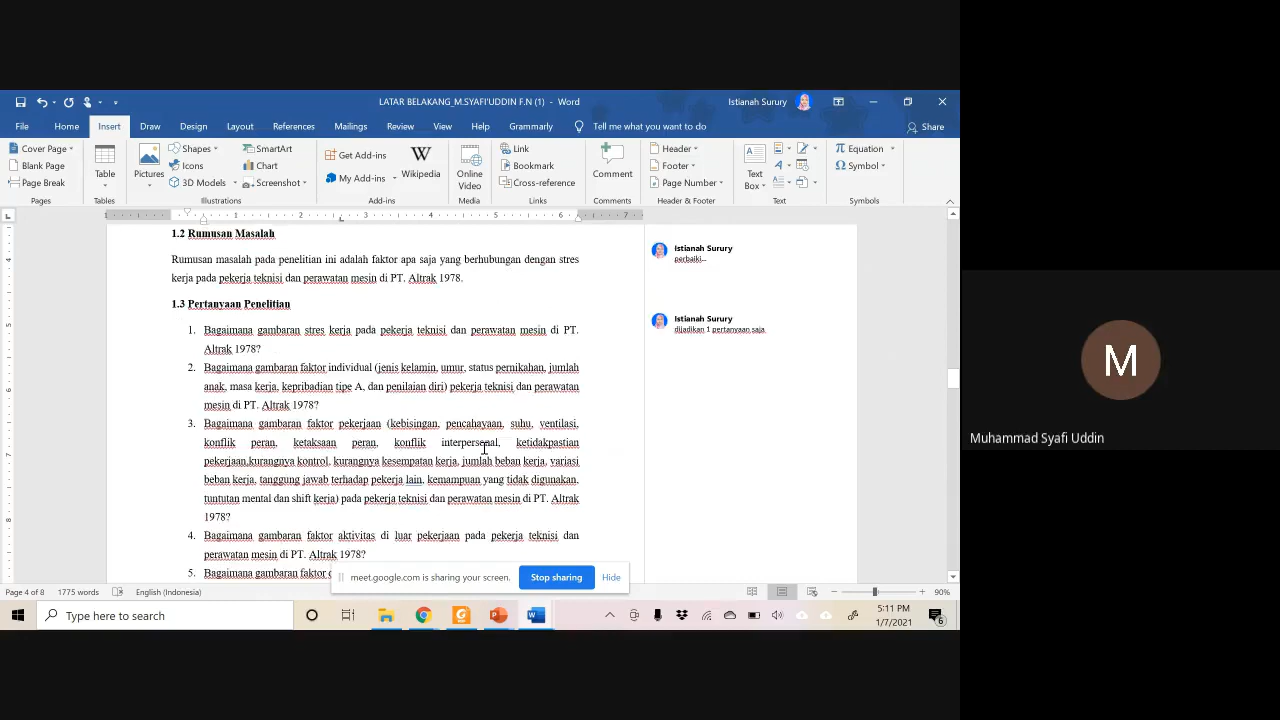 LATAR BELAKANG_M.SYAFI'UDDIN F.N (1) - Word
Istianah Surury
File Home Insert Draw Design Layout References Mailings Review View Help Grammarly Tell me what you want to do Share
Cover Page
Blank Page
Page Break
Pages
Table
Tables
Pictures
Shapes
Icons
3D Models
SmartArt
Chart
Screenshot
Illustrations
Get Add-ins
My Add-ins
Wikipedia
Add-ins
Online
Video
Media
Link
Bookmark
Cross-reference
Links
Comment
Comments
Header
Footer
Page Number
Header & Footer
Text
Box
Text
Equation
Symbol
Symbols
1 1 2 3 4 5 6 7
4
5
7
8
1.2 Rumusan Masalah
Rumusan masalah pada penelitian ini adalah faktor apa saja yang berhubungan dengan stres
kerja pada pekerja teknisi dan perawatan mesin di PT. Altrak 1978.
1.3 Pertanyaan Penelitian
1. Bagaimana gambaran stres kerja pada pekerja teknisi dan perawatan mesin di PT.
Altrak 1978?
2. Bagaimana gambaran faktor individual (jenis kelamin, umur, status pernikahan, jumlah
anak, masa kerja, kepribadian tipe A, dan penilaian diri) pekerja teknisi dan perawatan
mesin di PT. Altrak 1978?
3. Bagaimana gambaran faktor pekerjaan (kebisingan, pencahayaan, suhu, ventilasi,
konflik peran, ketaksaan peran, konflik interpersonal, ketidakpastian
pekerjaan,kurangnya kontrol, kurangnya kesempatan kerja, jumlah beban kerja, variasi
beban kerja, tanggung jawab terhadap pekerja lain, kemampuan yang tidak digunakan,
tuntutan mental dan shift kerja) pada pekerja teknisi dan perawatan mesin di PT. Altrak
1978?
4. Bagaimana gambaran faktor aktivitas di luar pekerjaan pada pekerja teknisi dan
perawatan mesin di PT. Altrak 1978?
5. Bagaimana gambaran faktor
Istianah Surury
perbaiki...
Istianah Surury
dijadikan 1 pertanyaan saja
meet.google.com is sharing your screen. Stop sharing Hide
Page 4 of 8 1775 words English (Indonesia) 90%
Type here to search
5:11 PM
1/7/2021
6
M
Muhammad Syafi Uddin